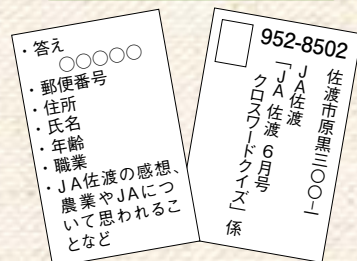 ・答え
○○○○○
・郵便番号
・住所
・氏名
・年齢
・職業
・JA佐渡の感想、
農業やJAにつ
いて思われるこ
となど
952-8502
佐渡市原黒三〇〇―一
JA佐渡
「JA佐渡 6月号
クロスワードクイズ」係